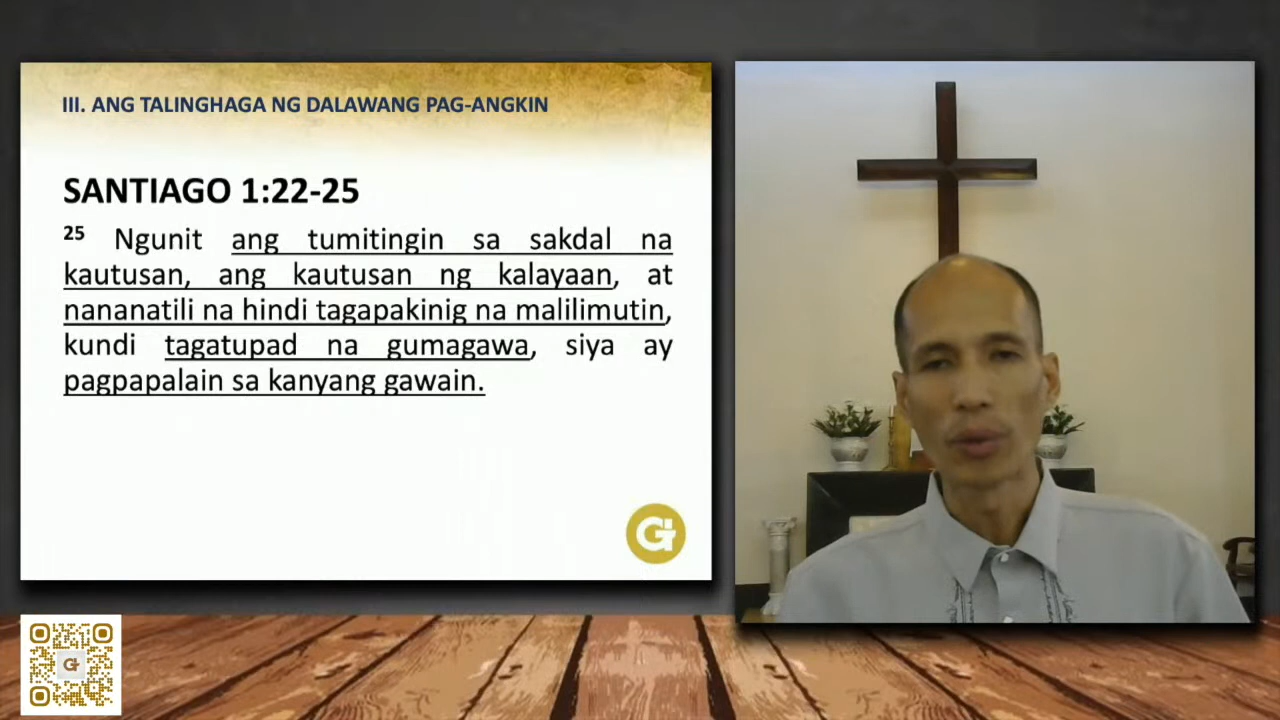 III. ANG TALINGHAGA NG DALAWANG PAG-ANGKIN
SANTIAGO 1:22-25
25 Ngunit ang tumitingin sa sakdal na
kautusan, ang kautusan ng kalayaan, at
nananatili na hindi tagapakinig na malilimutin,
kundi tagatupad na gumagawa, siya ay
pagpapalain sa kanyang gawain.